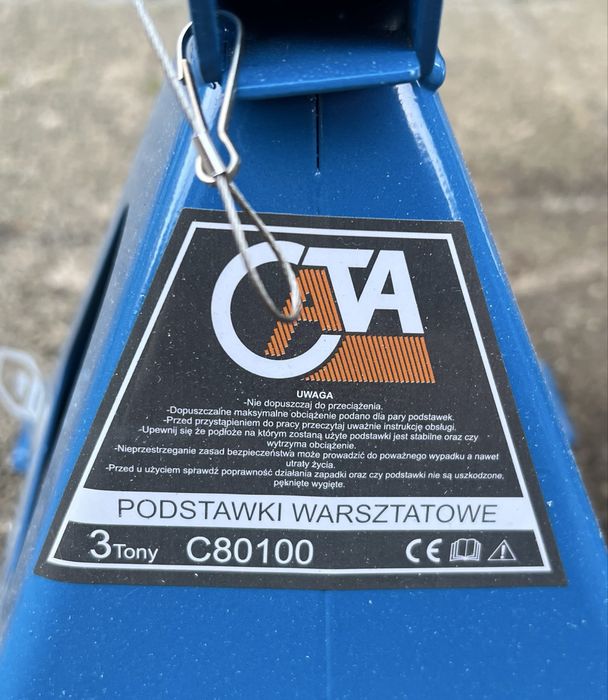 CATA
UWAGA
-Nie dopuszczaj do przeciążenia.
-Dopuszczalne maksymalne obciążenie podano dla pary podstawek.
-Przed przystąpieniem do pracy przeczytaj uważnie instrukcję obsługi.
-Upewnij się że podłoże na którym zostaną użyte podstawki jest stabilne oraz czy
wytrzyma obciążenie.
-Nieprzestrzeganie zasad bezpieczeństwa może prowadzić do poważnego wypadku a nawet
utraty życia.
-Przed u użyciem sprawdź poprawność działania zapadki oraz czy podstawki nie są uszkodzone,
pęknięte wygięte.
PODSTAWKI WARSZTATOWE
3 Tony C80100 CE